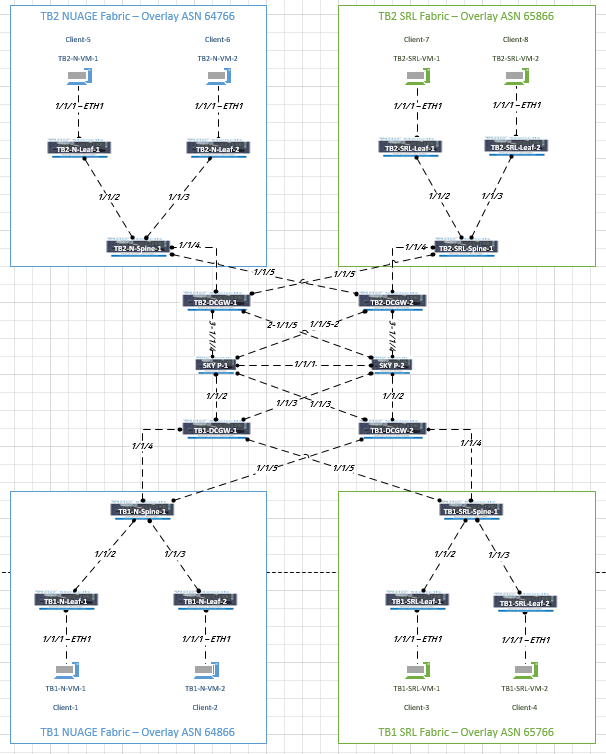 TB2 NUAGE Fabric – Overlay ASN 64766
TB2 SRL Fabric – Overlay ASN 65866
Client-5
Client-6
Client-7
Client-8
TB2-N-VM-1
TB2-N-VM-2
TB2-SRL-VM-1
TB2-SRL-VM-2
1/1/1–ETH1
1/1/1–ETH1
1/1/1–ETH1
1/1/1–ETH1
TB2-N-Leaf-1
TB2-N-Leaf-2
TB2-SRL-Leaf-1
TB2-SRL-Leaf-2
1/1/2
1/1/3
1/1/2
1/1/3
TB2-N-Spine-1
1/1/4
1/1/4
TB2-SRL-Spine-1
1/1/5
1/1/5
TB2-DCGW-1
TB2-DCGW-2
3-1/1/4
2-1/1/5
1/1/5-2
3-1/1/4
SKY P-1
1/1/1
SKY P-2
1/1/2
1/1/3
1/1/3
1/1/2
TB1-DCGW-1
TB1-DCGW-2
1/1/4
1/1/4
1/1/5
1/1/5
TB1-N-Spine-1
TB1-SRL-Spine-1
1/1/2
1/1/3
1/1/2
1/1/3
TB1-N-Leaf-1
TB1-N-Leaf-2
TB1-SRL-Leaf-1
TB1-SRL-Leaf-2
1/1/1–ETH1
1/1/1–ETH1
1/1/1–ETH1
1/1/1–ETH1
TB1-N-VM-1
TB1-N-VM-2
TB1-SRL-VM-1
TB1-SRL-VM-2
Client-1
Client-2
Client-3
Client-4
TB1 NUAGE Fabric – Overlay ASN 64866
TB1 SRL Fabric – Overlay ASN 65766